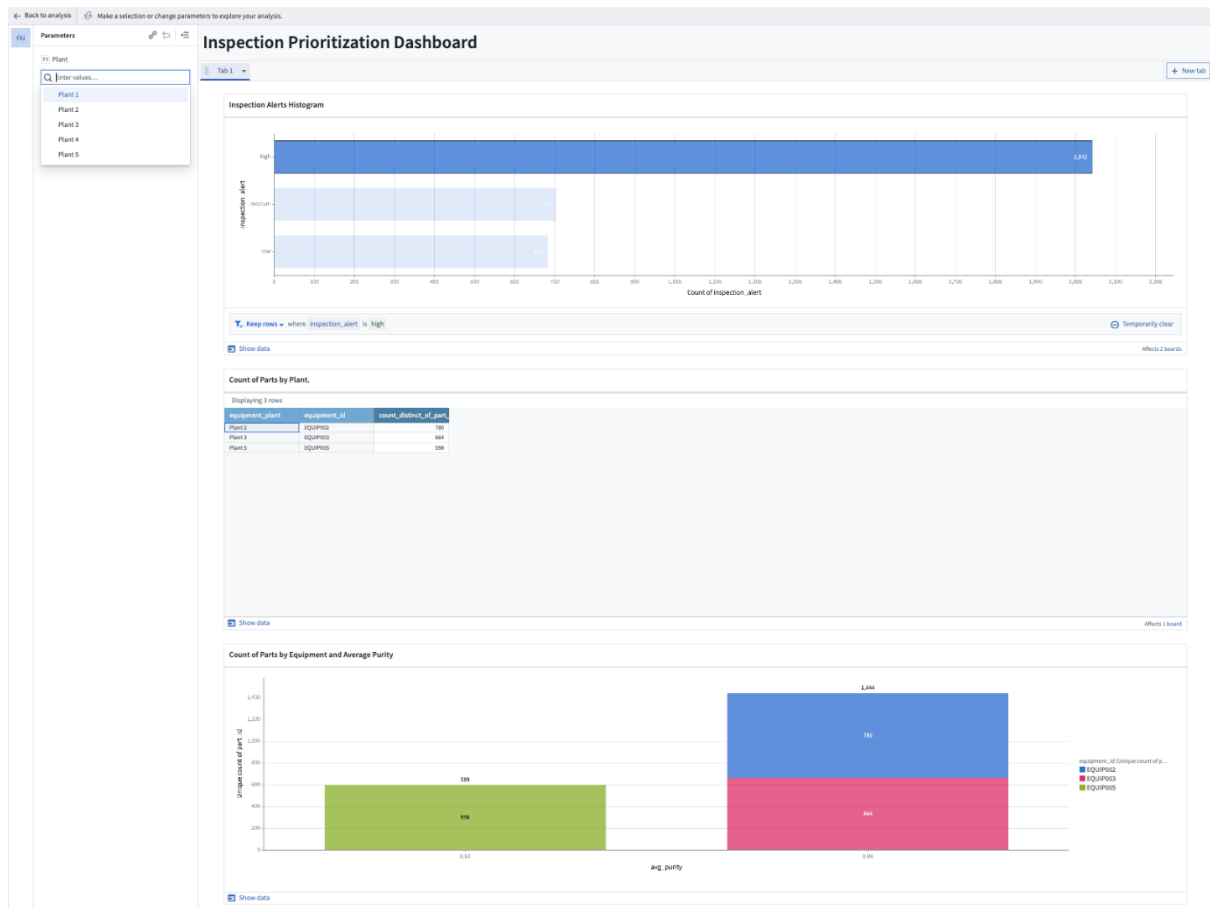 ← Back to analysis
Make a selection or change parameters to explore your analysis.
(x)
Parameters
Plant
Enter values...
Plant 1
Plant 2
Plant 3
Plant 4
Plant 5
Inspection Prioritization Dashboard
Tab 1
+ New tab
Inspection Alerts Histogram
inspection_alert
high
2,042
medium
low
0 100 200 300 400 500 600 700 800 900 1,000 1,100 1,200 1,300 1,400 1,500 1,600 1,700 1,800 1,900 2,000 2,100 2,200
Count of inspection_alert
Keep rows where inspection_alert is high
Temporarily clear
Show data
Affects 2 boards
Count of Parts by Plant.
Displaying 3 rows
equipment_plant equipment_id count_distinct_of_part_
Plant 2 EQUIP002 780
Plant 3 EQUIP003 664
Plant 5 EQUIP005 598
Show data
Affects 1 board
Count of Parts by Equipment and Average Purity
Unique count of part_id
1,400
1,200
1,000
800
600
400
200
0
598
598
1,444
780
664
0.82
0.89
avg_purity
equipment_id (Unique count of p...
EQUIP002
EQUIP003
EQUIP005
Show data